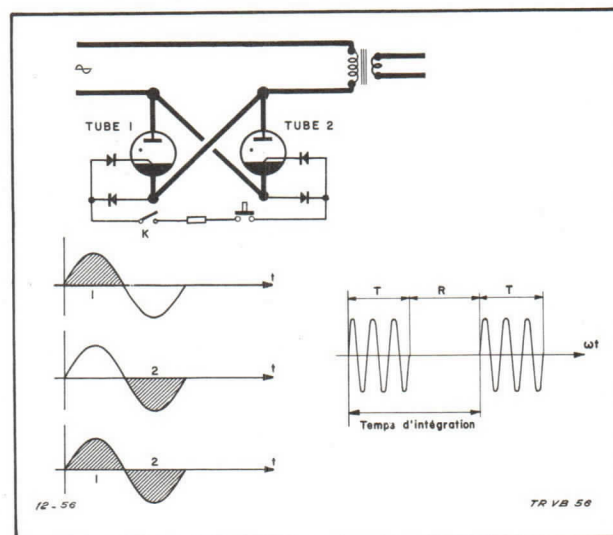 TUBE 1
TUBE 2
K
t
1
t
2
t
1
2
T R T
ωt
Temps d'intégration
12-56
TR VB 56